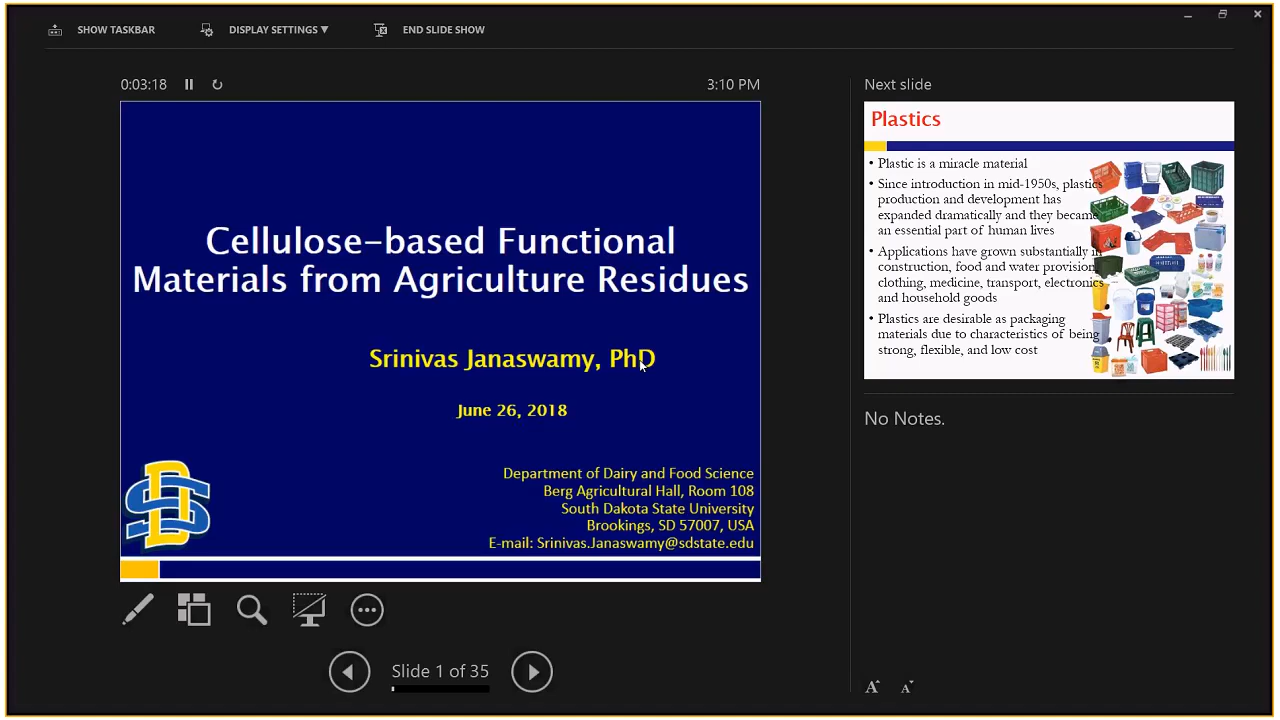 SHOW TASKBAR
DISPLAY SETTINGS ▼
END SLIDE SHOW
0:03:18
3:10 PM
Cellulose-based Functional
Materials from Agriculture Residues
Srinivas Janaswamy, PhD
June 26, 2018
Department of Dairy and Food Science
Berg Agricultural Hall, Room 108
South Dakota State University
Brookings, SD 57007, USA
E-mail: Srinivas.Janaswamy@sdstate.edu
Slide 1 of 35
Next slide
Plastics
• Plastic is a miracle material
• Since introduction in mid-1950s, plastics
production and development has
expanded dramatically and they became
an essential part of human lives
• Applications have grown substantially in
construction, food and water provision,
clothing, medicine, transport, electronics
and household goods
• Plastics are desirable as packaging
materials due to characteristics of being
strong, flexible, and low cost
No Notes.
A A